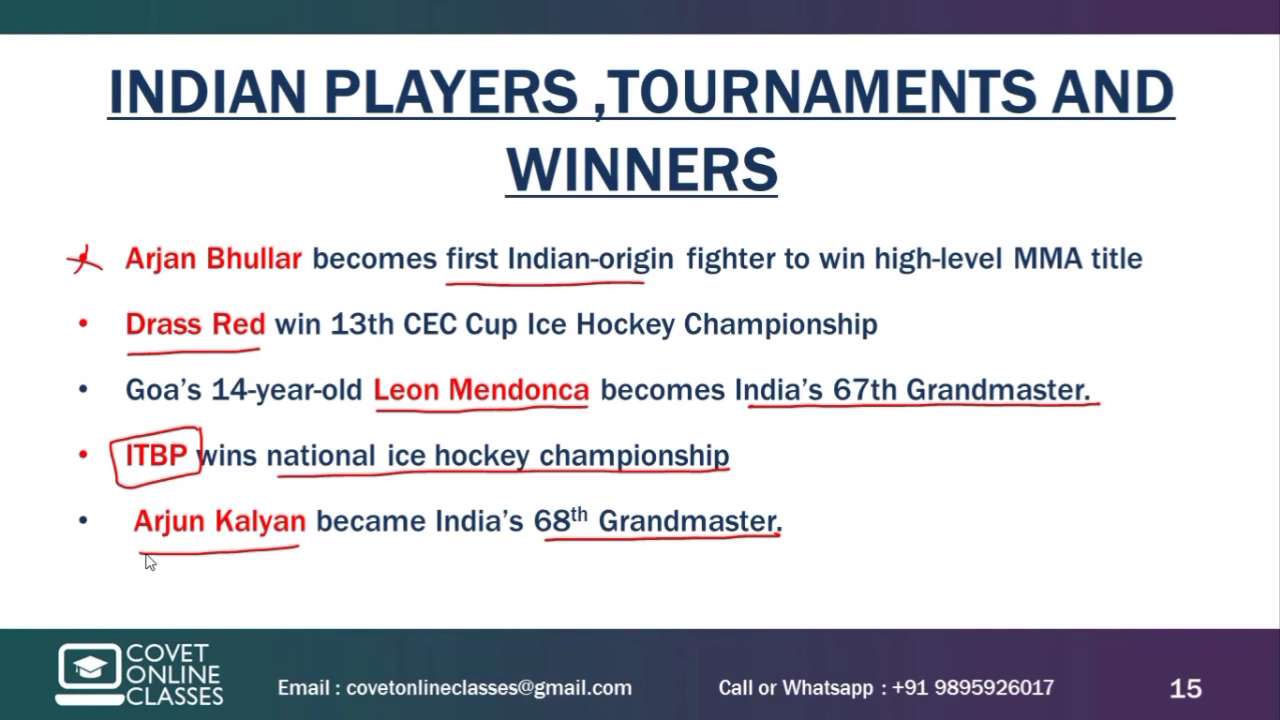 INDIAN PLAYERS ,TOURNAMENTS AND
WINNERS
Arjan Bhullar becomes first Indian-origin fighter to win high-level MMA title
• Drass Red win 13th CEC Cup Ice Hockey Championship
• Goa’s 14-year-old Leon Mendonca becomes India’s 67th Grandmaster.
• ITBP wins national ice hockey championship
• Arjun Kalyan became India’s 68th Grandmaster.
COVET
ONLINE
CLASSES
Email : covetonlineclasses@gmail.com
Call or Whatsapp : +91 9895926017
15